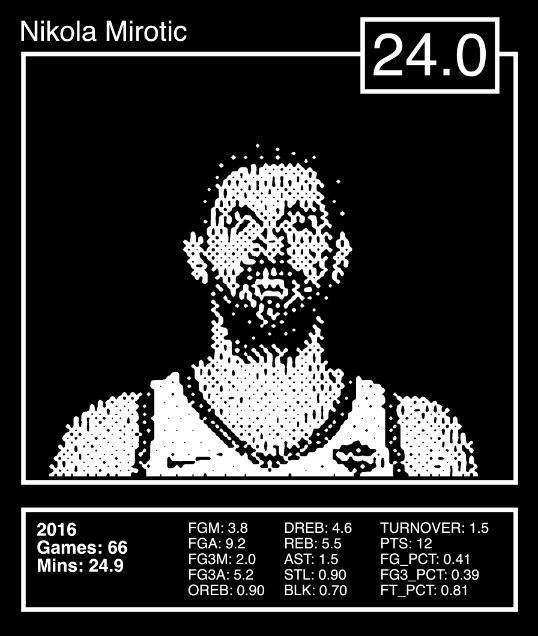 Nikola Mirotic
24.0
2016
Games: 66
Mins: 24.9
FGM: 3.8
FGA: 9.2
FG3M: 2.0
FG3A: 5.2
OREB: 0.90
DREB: 4.6
REB: 5.5
AST: 1.5
STL: 0.90
BLK: 0.70
TURNOVER: 1.5
PTS: 12
FG_PCT: 0.41
FG3_PCT: 0.39
FT_PCT: 0.81